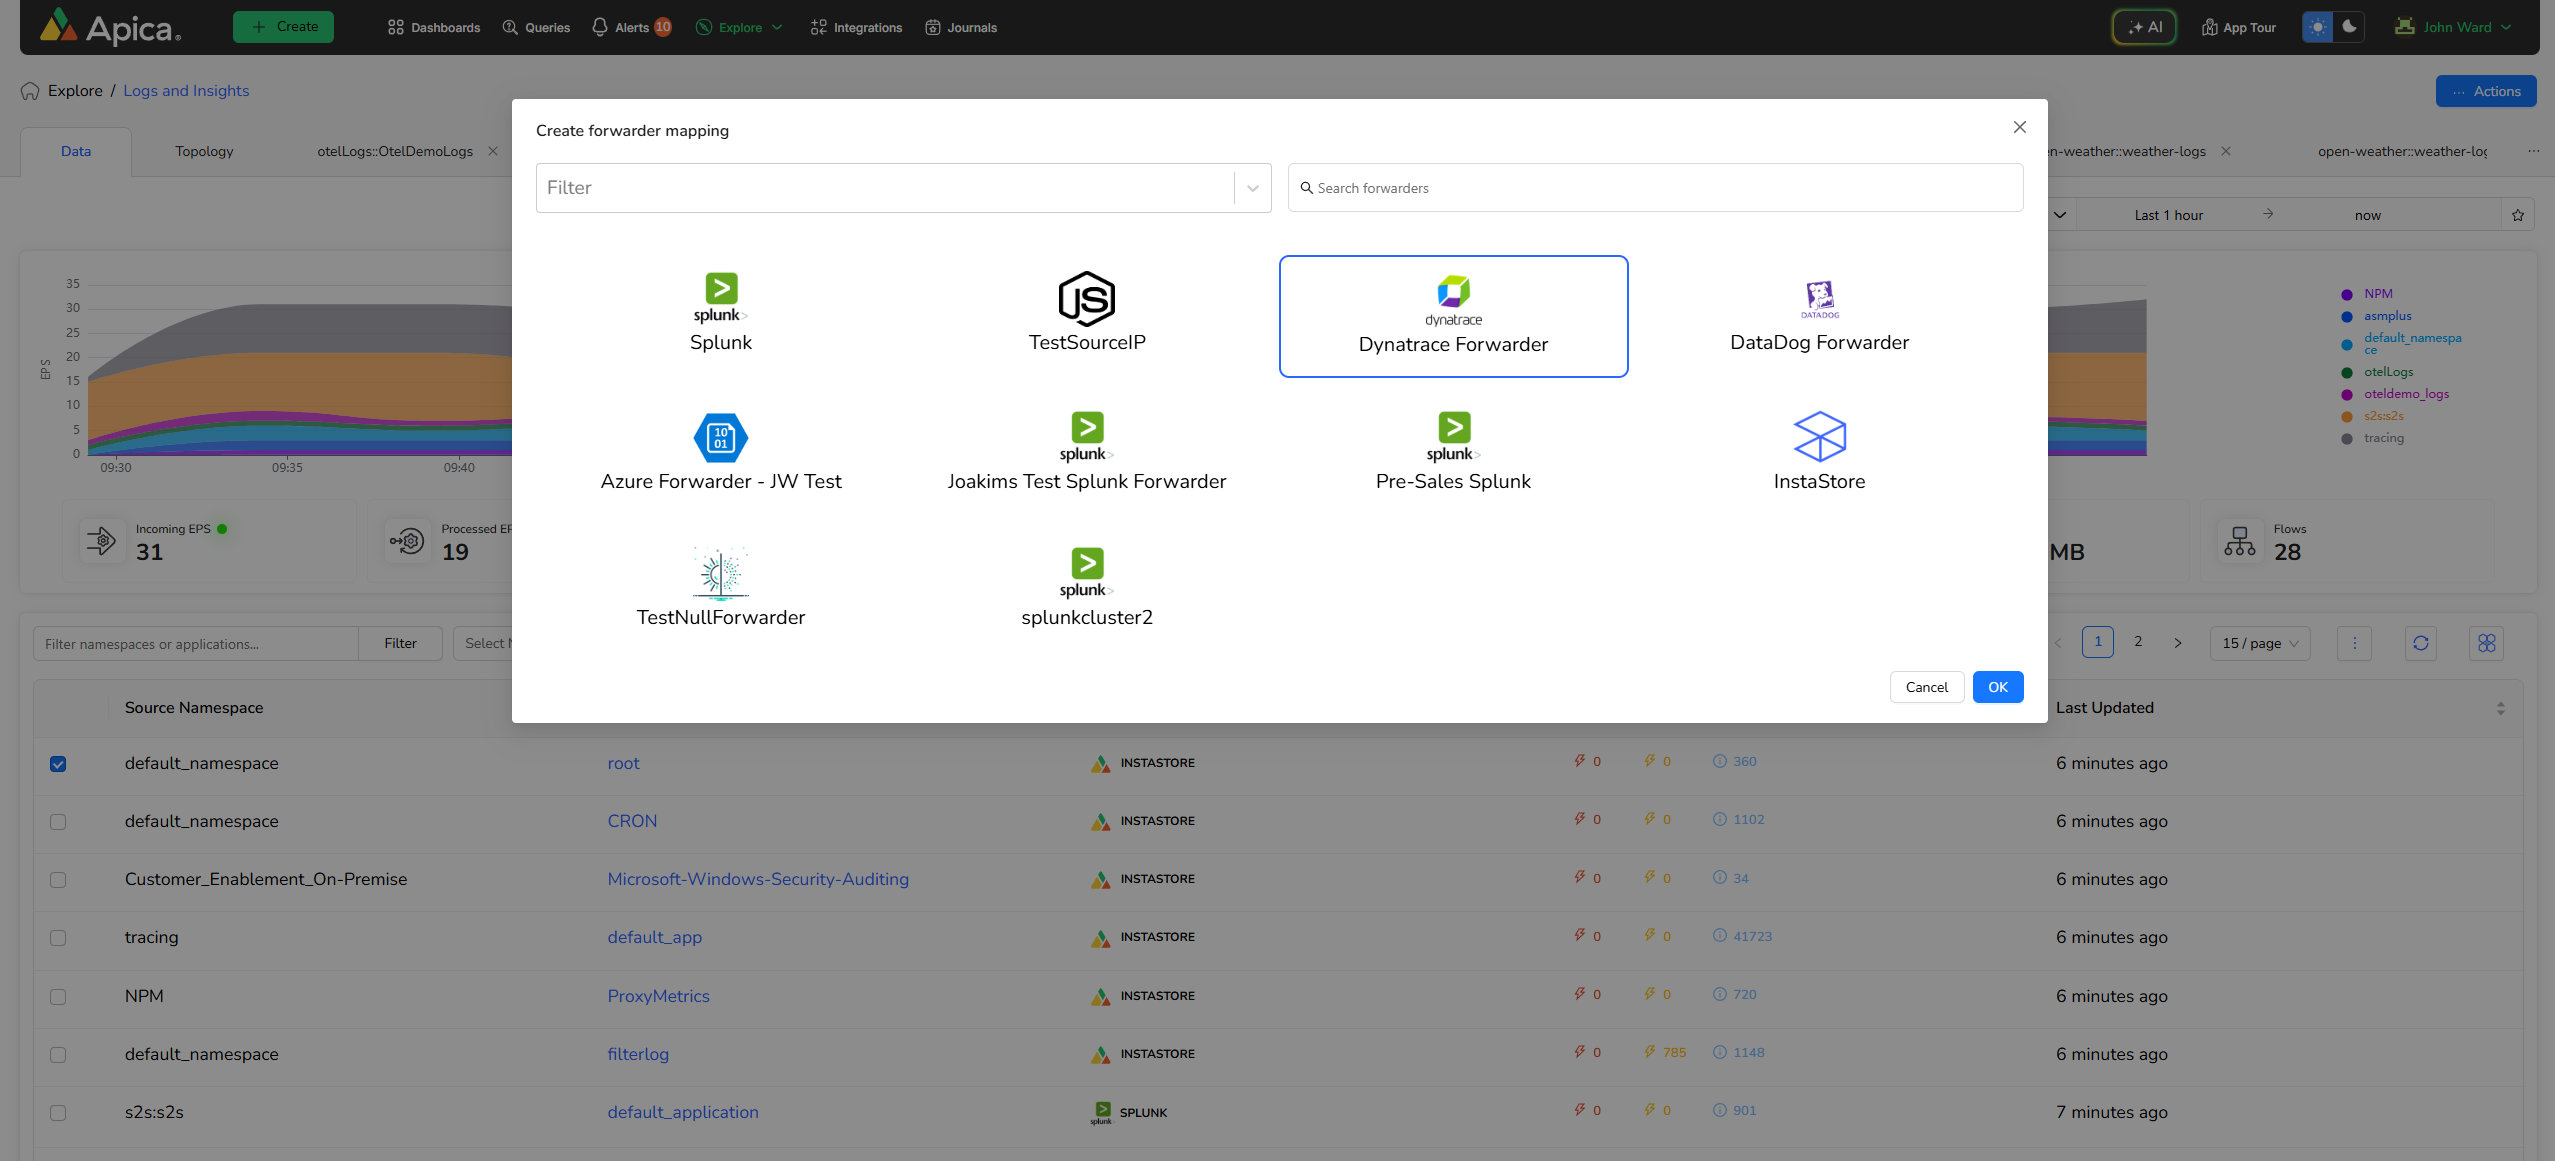 Apica
Create
Dashboards
Queries
Alerts 10
Explore
Integrations
Journals
AI
App Tour
John Ward
Explore / Logs and Insights
... Actions
Data
Topology
otelLogs::OtelDemoLogs
Create forwarder mapping
Filter
Search forwarders
en-weather::weather-logs
open-weather::weather-log
Last 1 hour
now
splunk>
Splunk
JS
TestSourceIP
dynatrace
Dynatrace Forwarder
DATADOG
DataDog Forwarder
10
01
Azure Forwarder - JW Test
splunk>
Joakims Test Splunk Forwarder
splunk>
Pre-Sales Splunk
InstaStore
TestNullForwarder
splunk>
splunkcluster2
Cancel
OK
EPS
35
30
25
20
15
10
5
0
09:30
09:35
09:40
NPM
asmplus
default_namespa
ce
otelLogs
oteldemo_logs
s2s:s2s
tracing
Incoming EPS
31
Processed EP
19
MB
Flows
28
Filter namespaces or applications...
Filter
Select
1
2
15 / page
Source Namespace
Last Updated
default_namespace root INSTASTORE 0 0 360 6 minutes ago
default_namespace CRON INSTASTORE 0 0 1102 6 minutes ago
Customer_Enablement_On-Premise Microsoft-Windows-Security-Auditing INSTASTORE 0 0 34 6 minutes ago
tracing default_app INSTASTORE 0 0 41723 6 minutes ago
NPM ProxyMetrics INSTASTORE 0 0 720 6 minutes ago
default_namespace filterlog INSTASTORE 0 785 1148 6 minutes ago
s2s:s2s default_application splunk SPLUNK 0 0 901 7 minutes ago